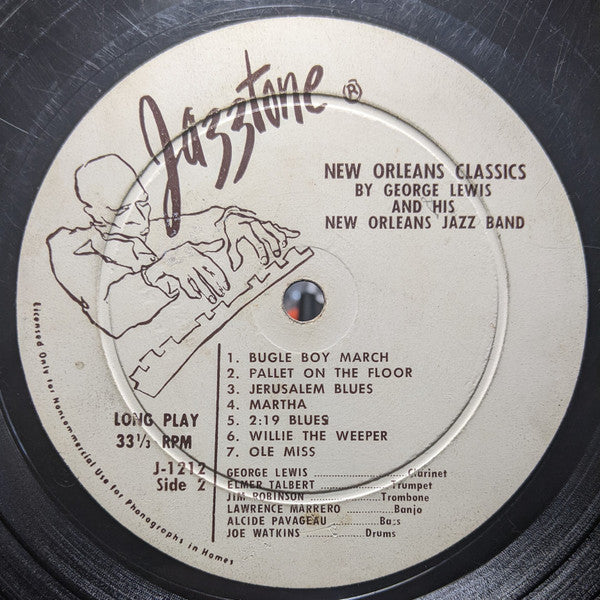 Jazztone ®
NEW ORLEANS CLASSICS
BY GEORGE LEWIS
AND HIS
NEW ORLEANS JAZZ BAND
1. BUGLE BOY MARCH
2. PALLET ON THE FLOOR
3. JERUSALEM BLUES
4. MARTHA
5. 2:19 BLUES
6. WILLIE THE WEEPER
7. OLE MISS
LONG PLAY
33⅓ RPM
J-1212
Side 2
GEORGE LEWIS ........ Clarinet
ELMER TALBERT ........ Trumpet
JIM ROBINSON ........ Trombone
LAWRENCE MARRERO ........ Banjo
ALCIDE PAVAGEAU ........ Bass
JOE WATKINS ........ Drums
Licensed Only for Noncommercial Use for Phonographs in Homes